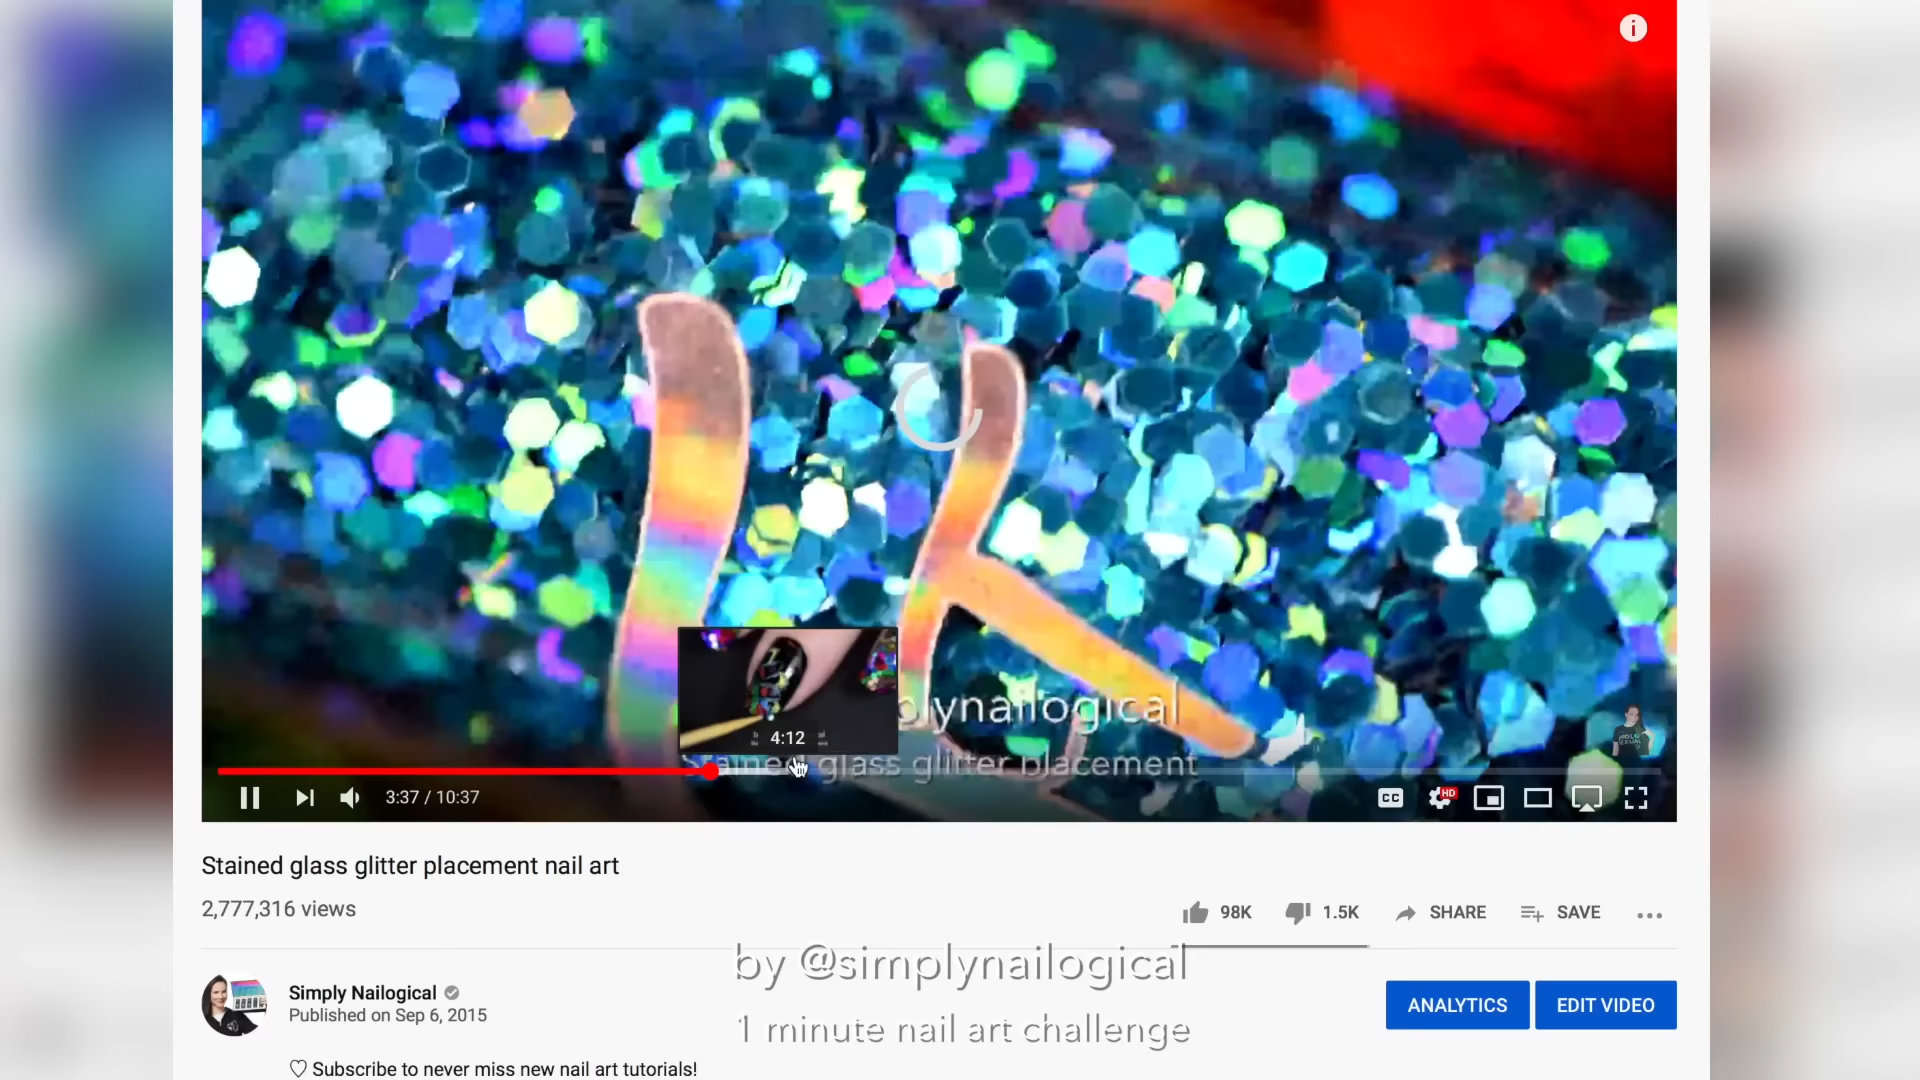 plynailogical
4:12
stained glass glitter placement
3:37 / 10:37
CC
HD
Stained glass glitter placement nail art
2,777,316 views
98K
1.5K
SHARE
SAVE
by @simplynailogical
Simply Nailogical
Published on Sep 6, 2015
ANALYTICS
EDIT VIDEO
1 minute nail art challenge
♡ Subscribe to never miss new nail art tutorials!